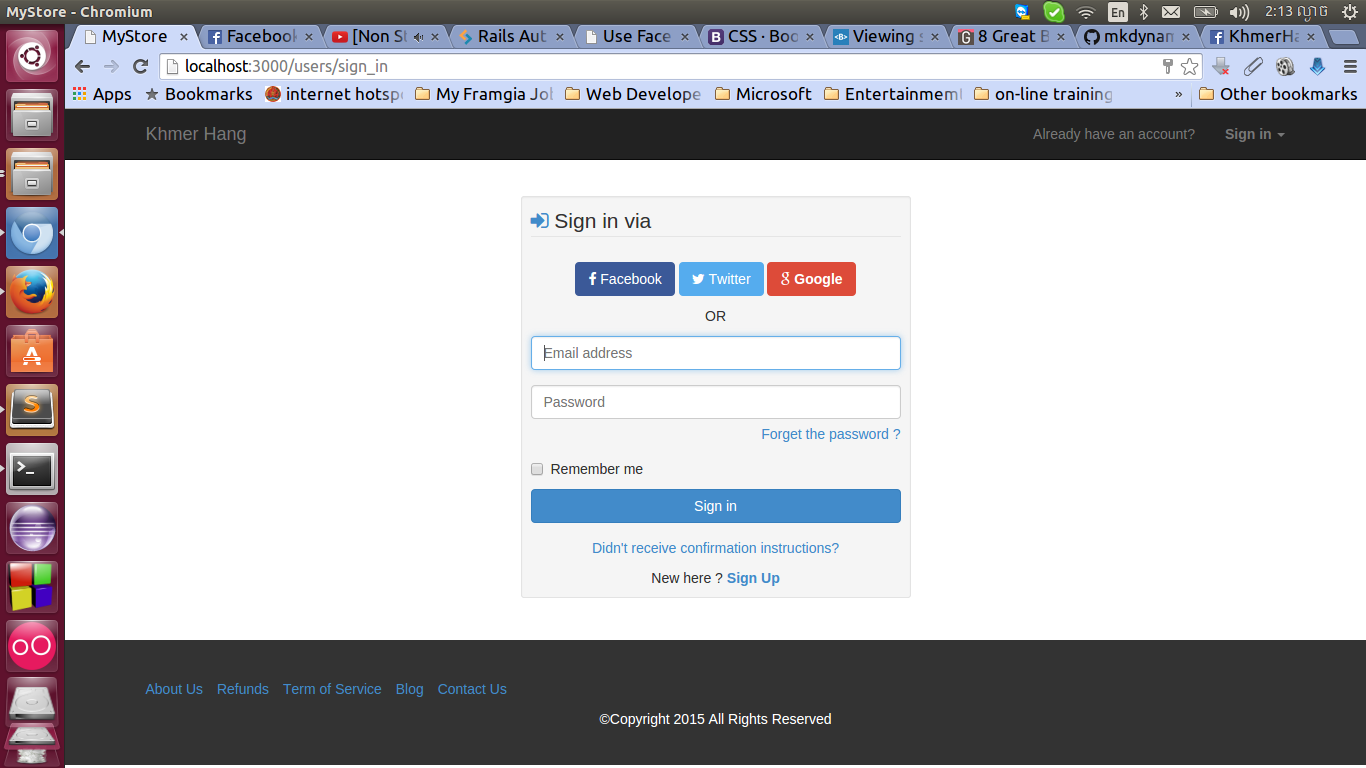 MyStore - Chromium
En
2:13 ល្ងាច
MyStore
Facebook
[Non St
Rails Aut
Use Face
CSS · Boo
Viewing s
8 Great B
mkdynam
KhmerHa
localhost:3000/users/sign_in
Apps
Bookmarks
internet hotsp
My Framgia Job
Web Develope
Microsoft
Entertainment
on-line training
»
Other bookmarks
Khmer Hang
Already have an account?
Sign in
Sign in via
Facebook
Twitter
Google
OR
Email address
Password
Forget the password ?
Remember me
Sign in
Didn't receive confirmation instructions?
New here ? Sign Up
About Us
Refunds
Term of Service
Blog
Contact Us
©Copyright 2015 All Rights Reserved